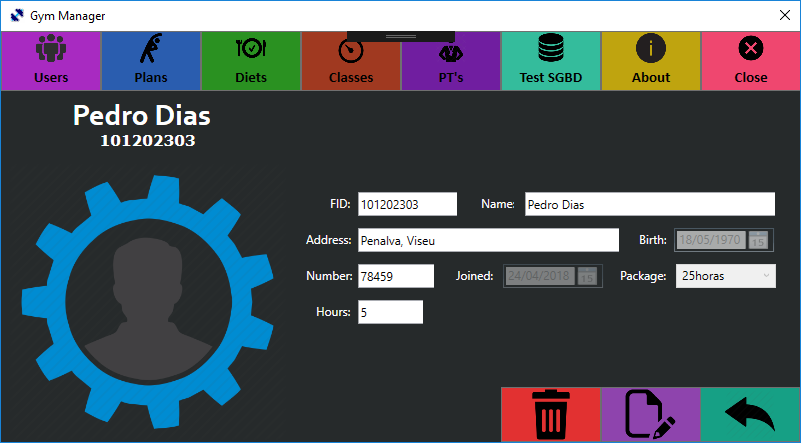 Gym Manager
Users Plans Diets Classes PT's Test SGBD About Close
Pedro Dias
101202303
FID: 101202303 Name: Pedro Dias
Address: Penalva, Viseu Birth: 18/05/1970 15
Number: 78459 Joined: 24/04/2018 15 Package: 25horas
Hours: 5